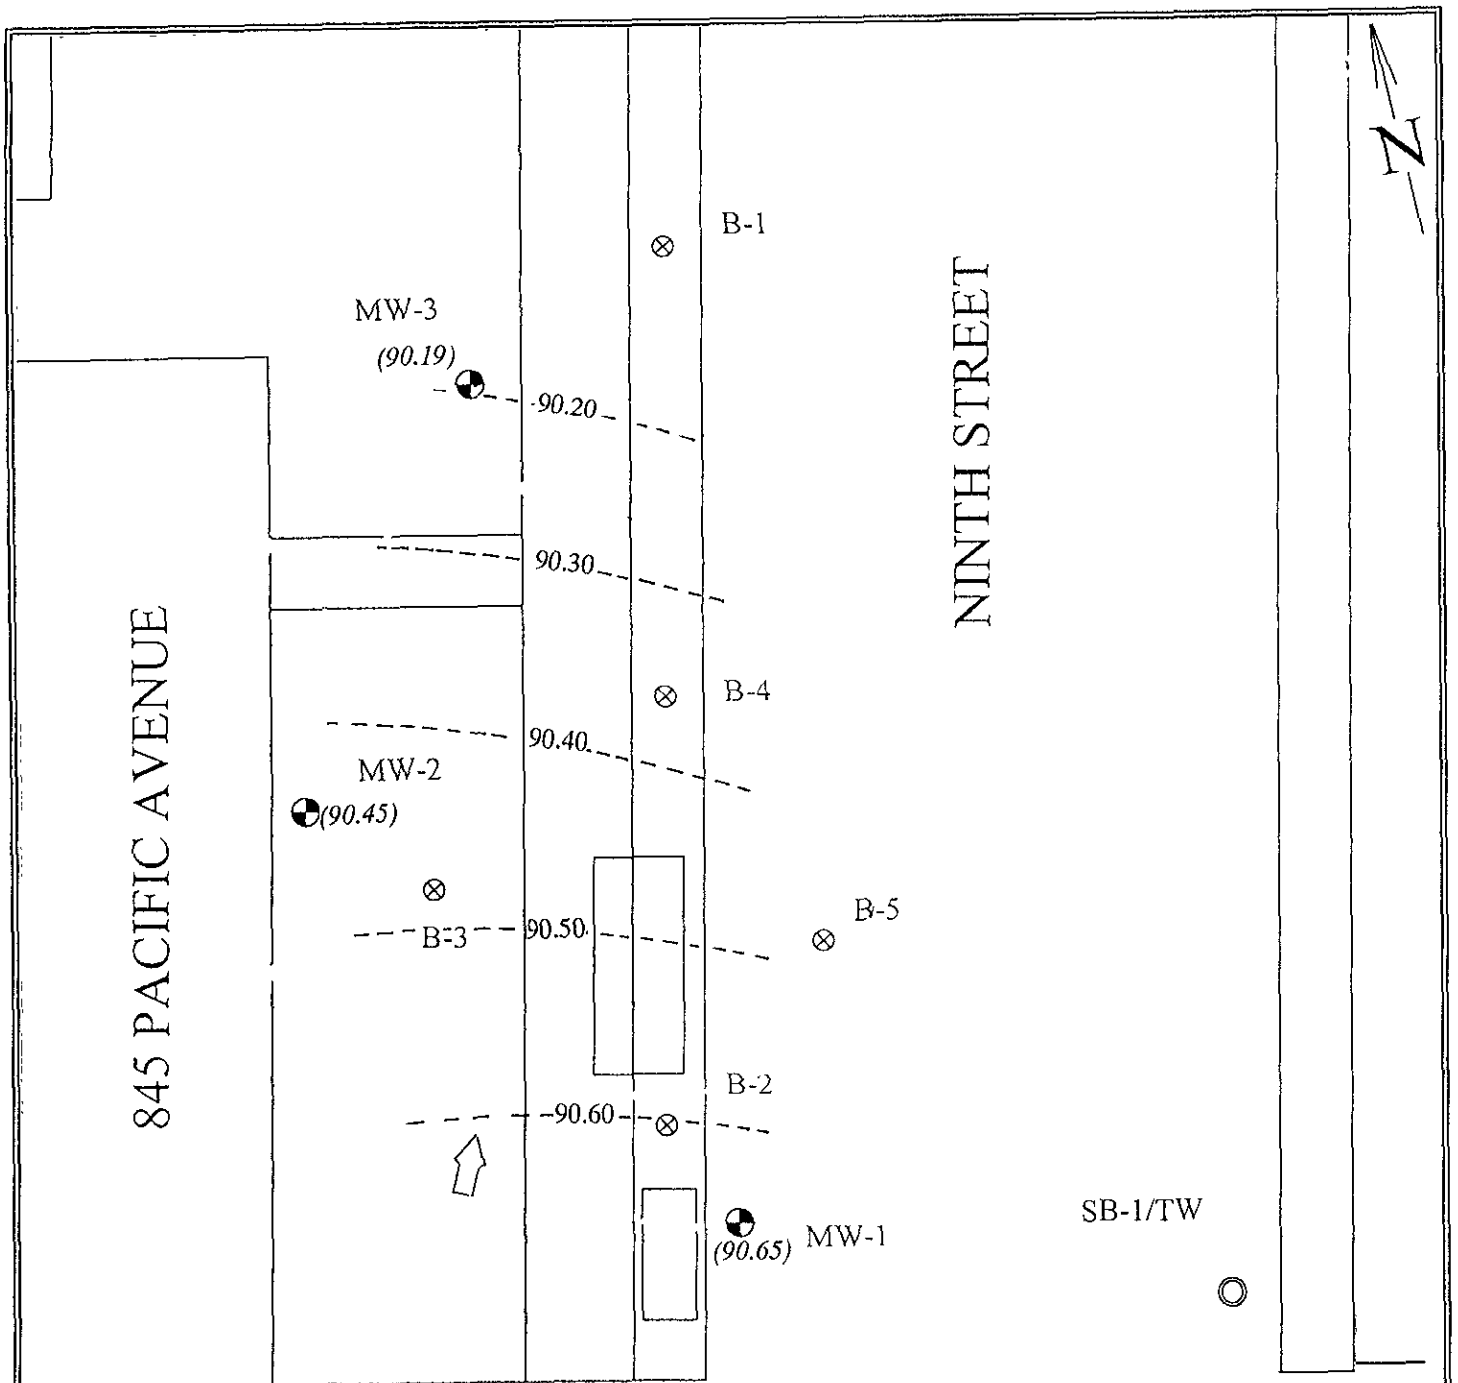 N
B-1
MW-3
(90.19)
90.20
NINTH STREET
90.30
845 PACIFIC AVENUE
B-4
90.40
MW-2
(90.45)
B-5
B-3
90.50
B-2
90.60
SB-1/TW
MW-1
(90.65)